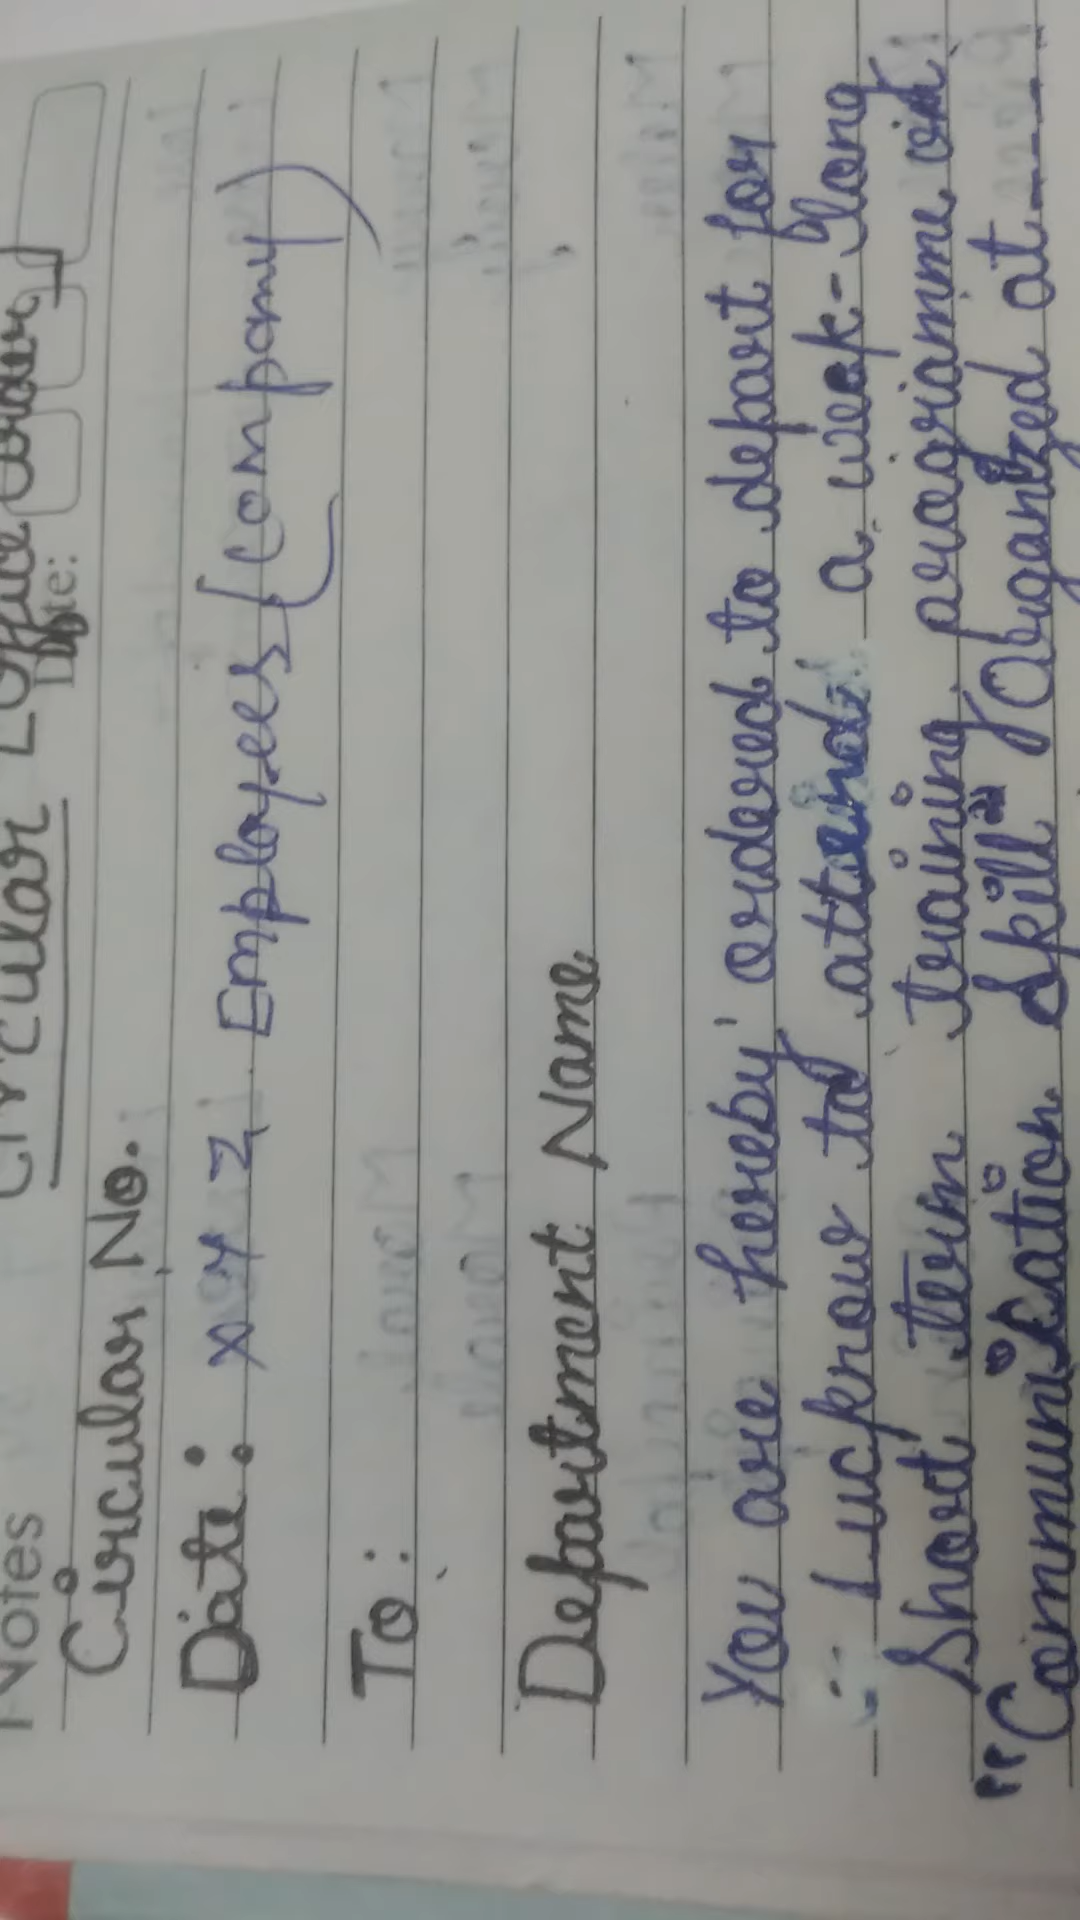 Notes
Circular [Office Order]
Date:
Circular No.
Date: XYZ Employees (Company)
To:
Department Name
You are hereby ordered to depart for
Lucknow to attend a week-long
Short term training programme on
"Communication Skill" Organized at----